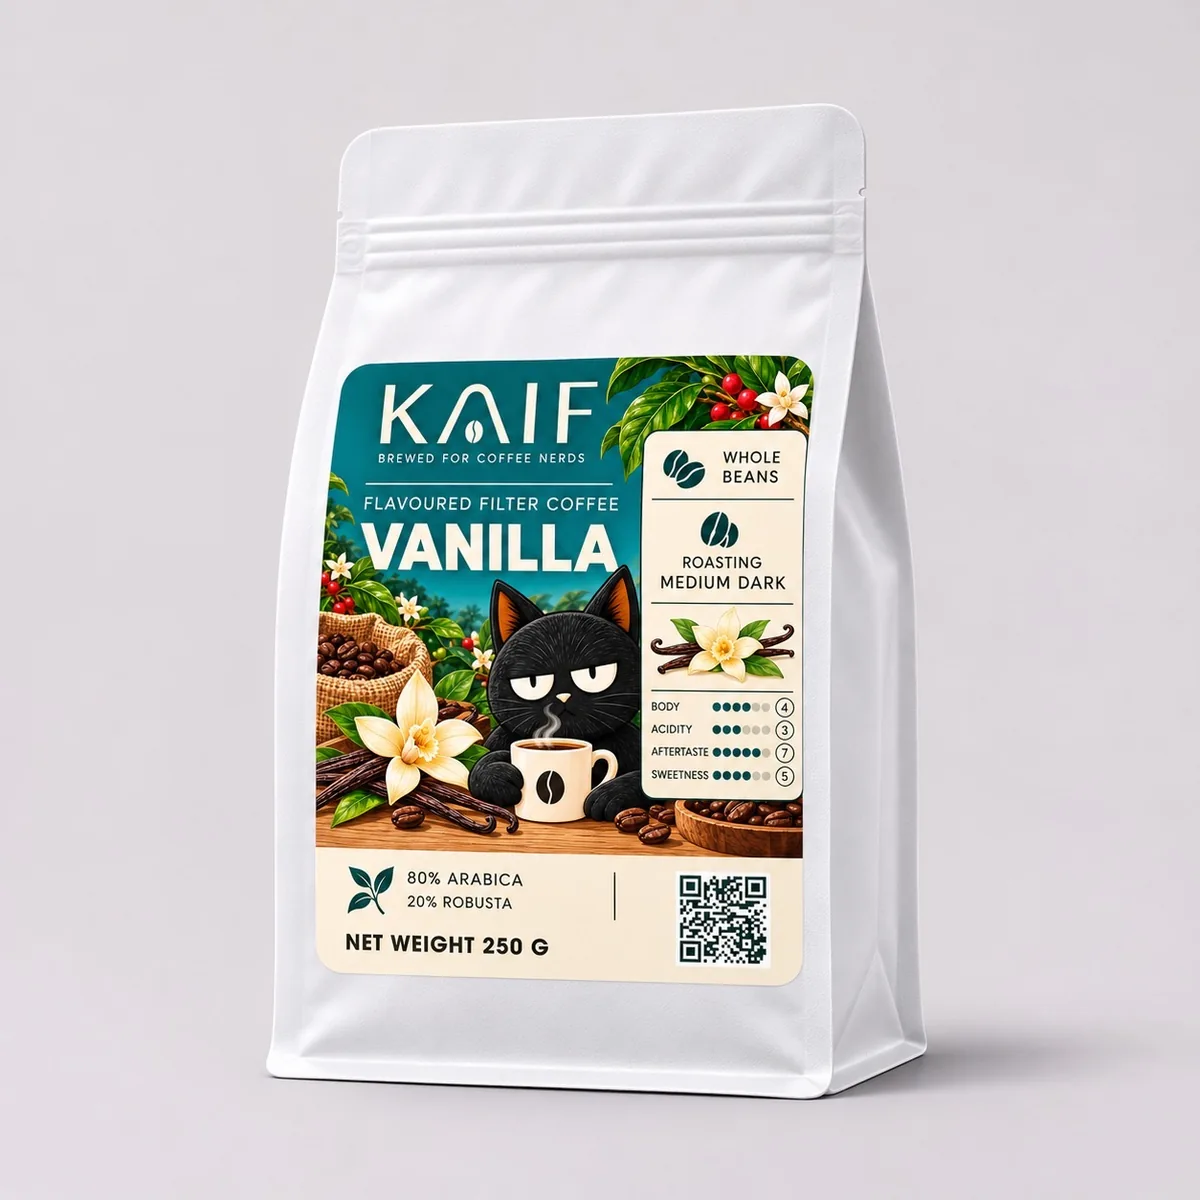 KAIF
BREWED FOR COFFEE NERDS
FLAVOURED FILTER COFFEE
VANILLA
WHOLE
BEANS
ROASTING
MEDIUM DARK
BODY 4
ACIDITY 3
AFTERTASTE 7
SWEETNESS 5
80% ARABICA
20% ROBUSTA
NET WEIGHT 250 G